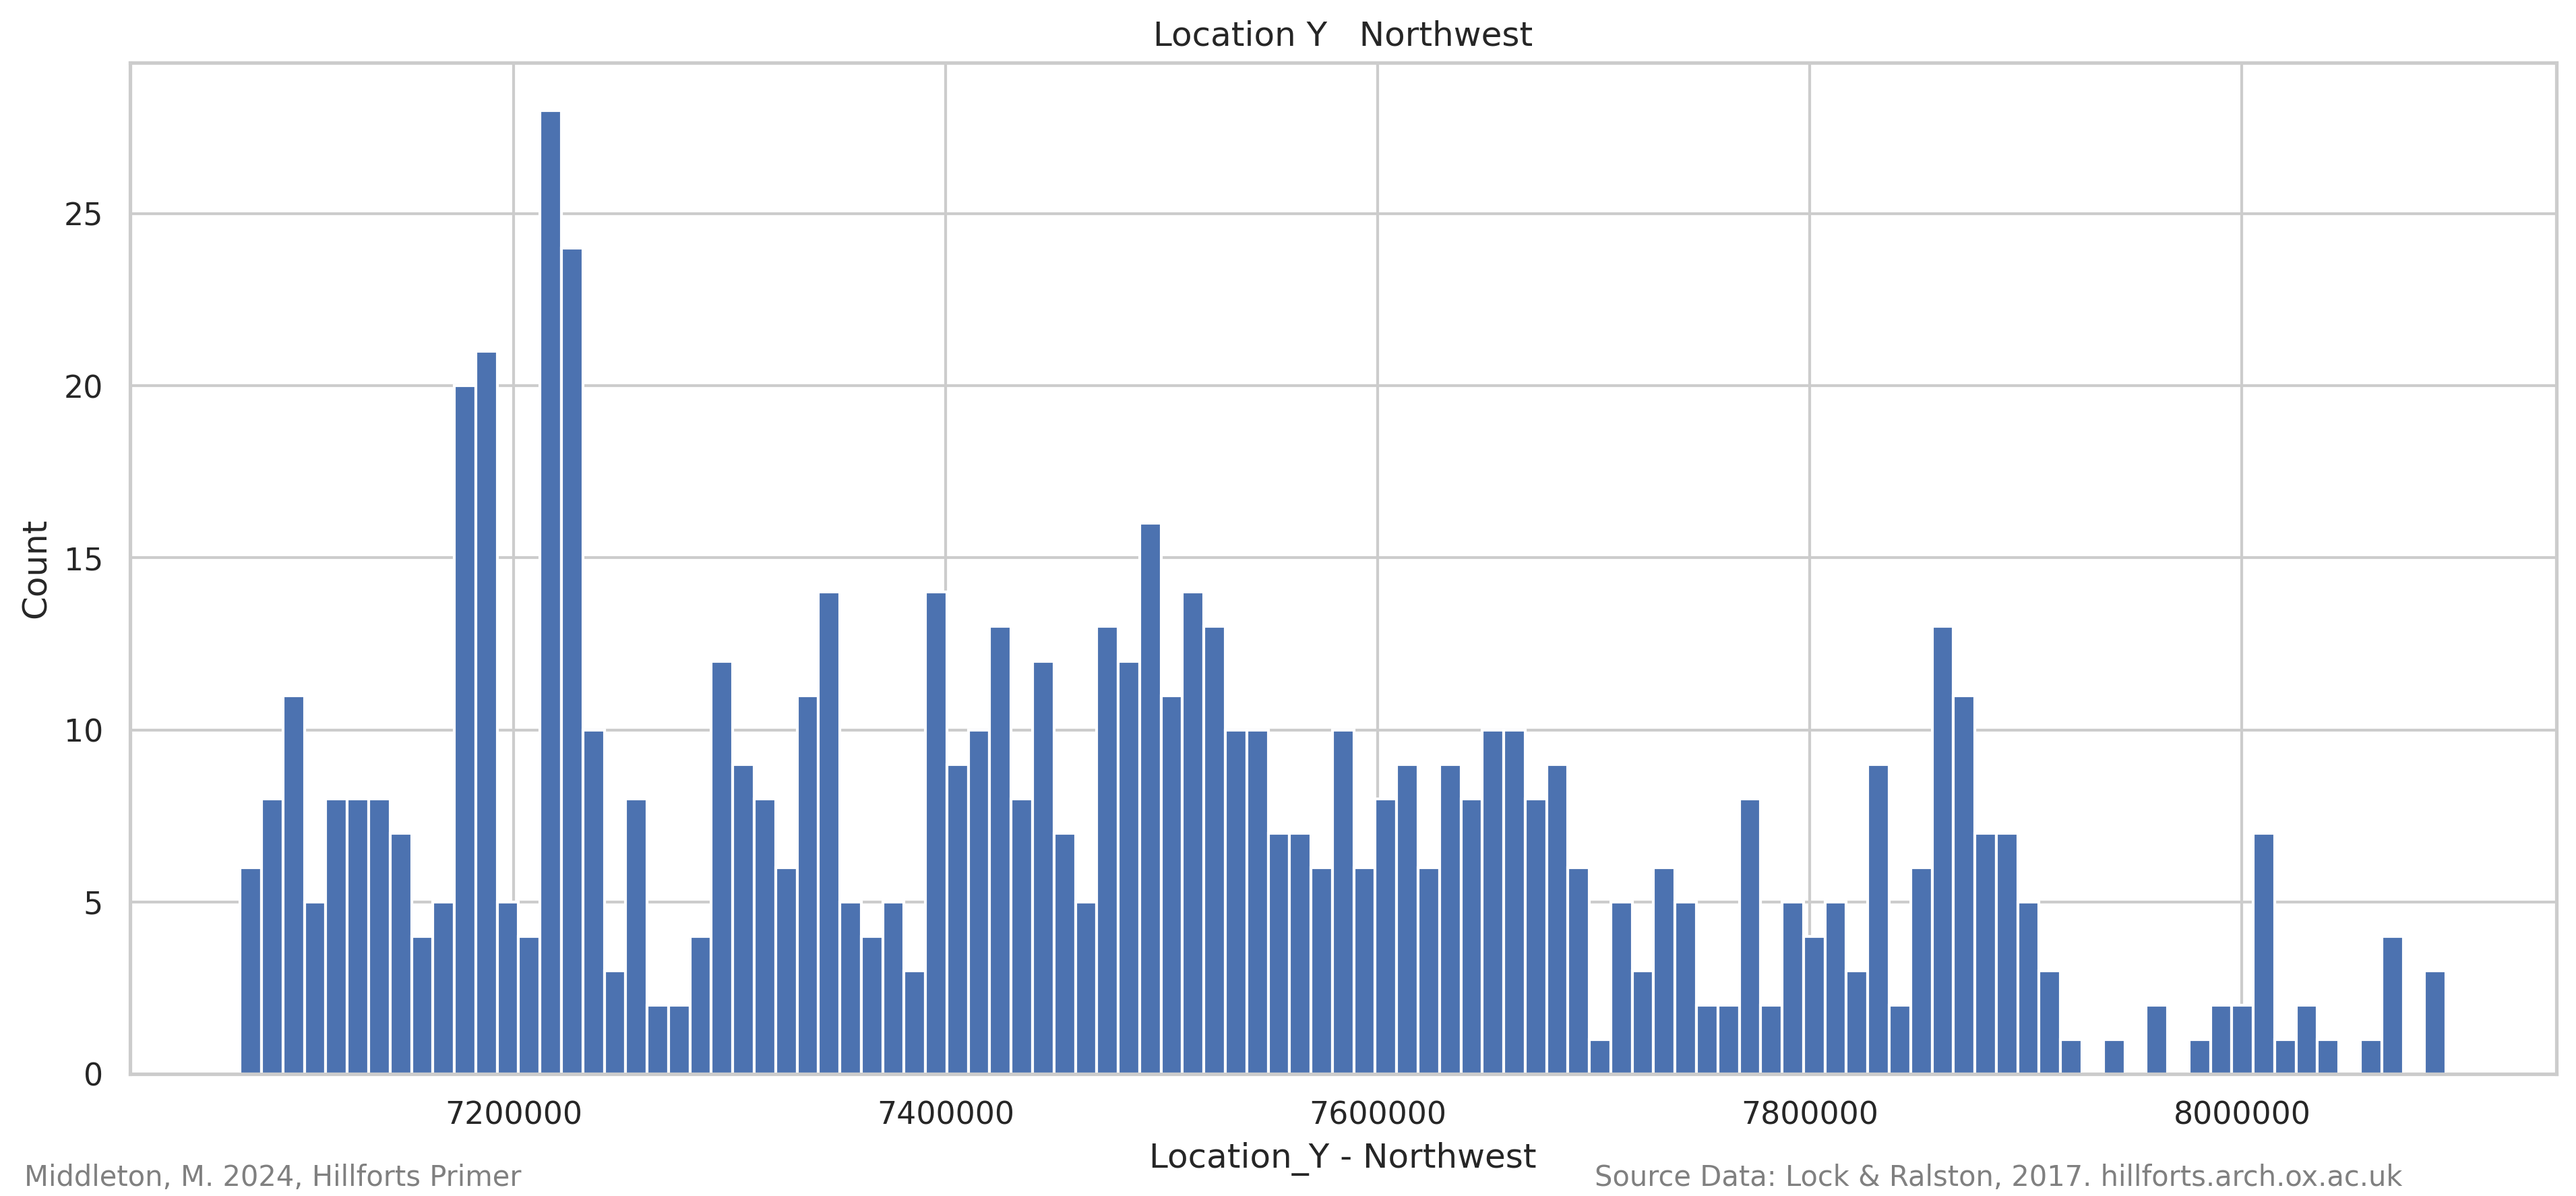 Location Y   Northwest
Count
25
20
15
10
5
0
7200000 7400000 7600000 7800000 8000000
Location_Y - Northwest
Middleton, M. 2024, Hillforts Primer
Source Data: Lock & Ralston, 2017. hillforts.arch.ox.ac.uk